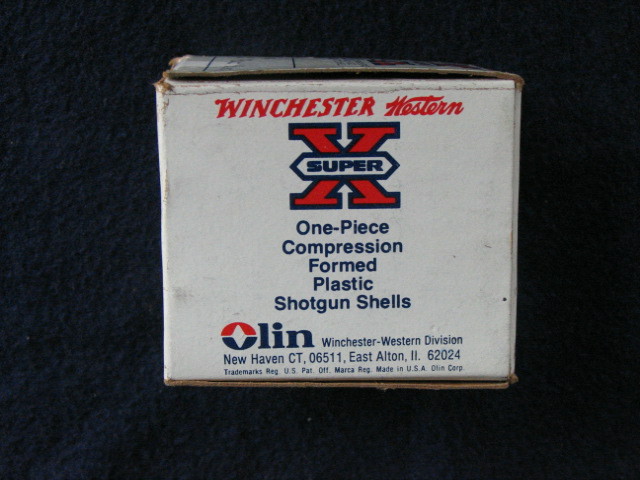 WINCHESTER Western
SUPER X
One-Piece
Compression
Formed
Plastic
Shotgun Shells
Olin Winchester-Western Division
New Haven CT, 06511, East Alton, Il. 62024
Trademarks Reg. U.S. Pat. Off. Marca Reg. Made in U.S.A. Olin Corp.